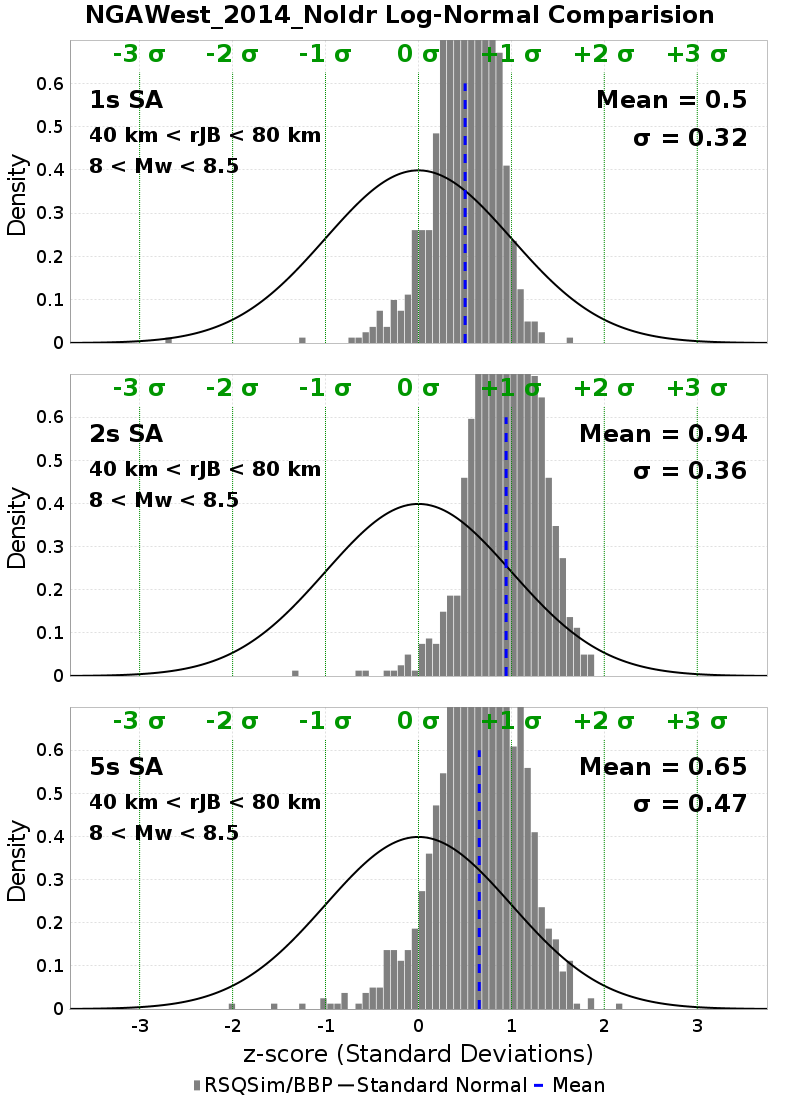 NGAWest_2014_NoIdr Log-Normal Comparision
-3 σ -2 σ -1 σ 0 σ +1 σ +2 σ +3 σ
1s SA
Mean = 0.5
40 km < rJB < 80 km
σ = 0.32
8 < Mw < 8.5
Density
0.6
0.5
0.4
0.3
0.2
0.1
0
-3 σ -2 σ -1 σ 0 σ +1 σ +2 σ +3 σ
2s SA
Mean = 0.94
40 km < rJB < 80 km
σ = 0.36
8 < Mw < 8.5
Density
0.6
0.5
0.4
0.3
0.2
0.1
0
-3 σ -2 σ -1 σ 0 σ +1 σ +2 σ +3 σ
5s SA
Mean = 0.65
40 km < rJB < 80 km
σ = 0.47
8 < Mw < 8.5
Density
0.6
0.5
0.4
0.3
0.2
0.1
0
-3 -2 -1 0 1 2 3
z-score (Standard Deviations)
RSQSim/BBP Standard Normal Mean